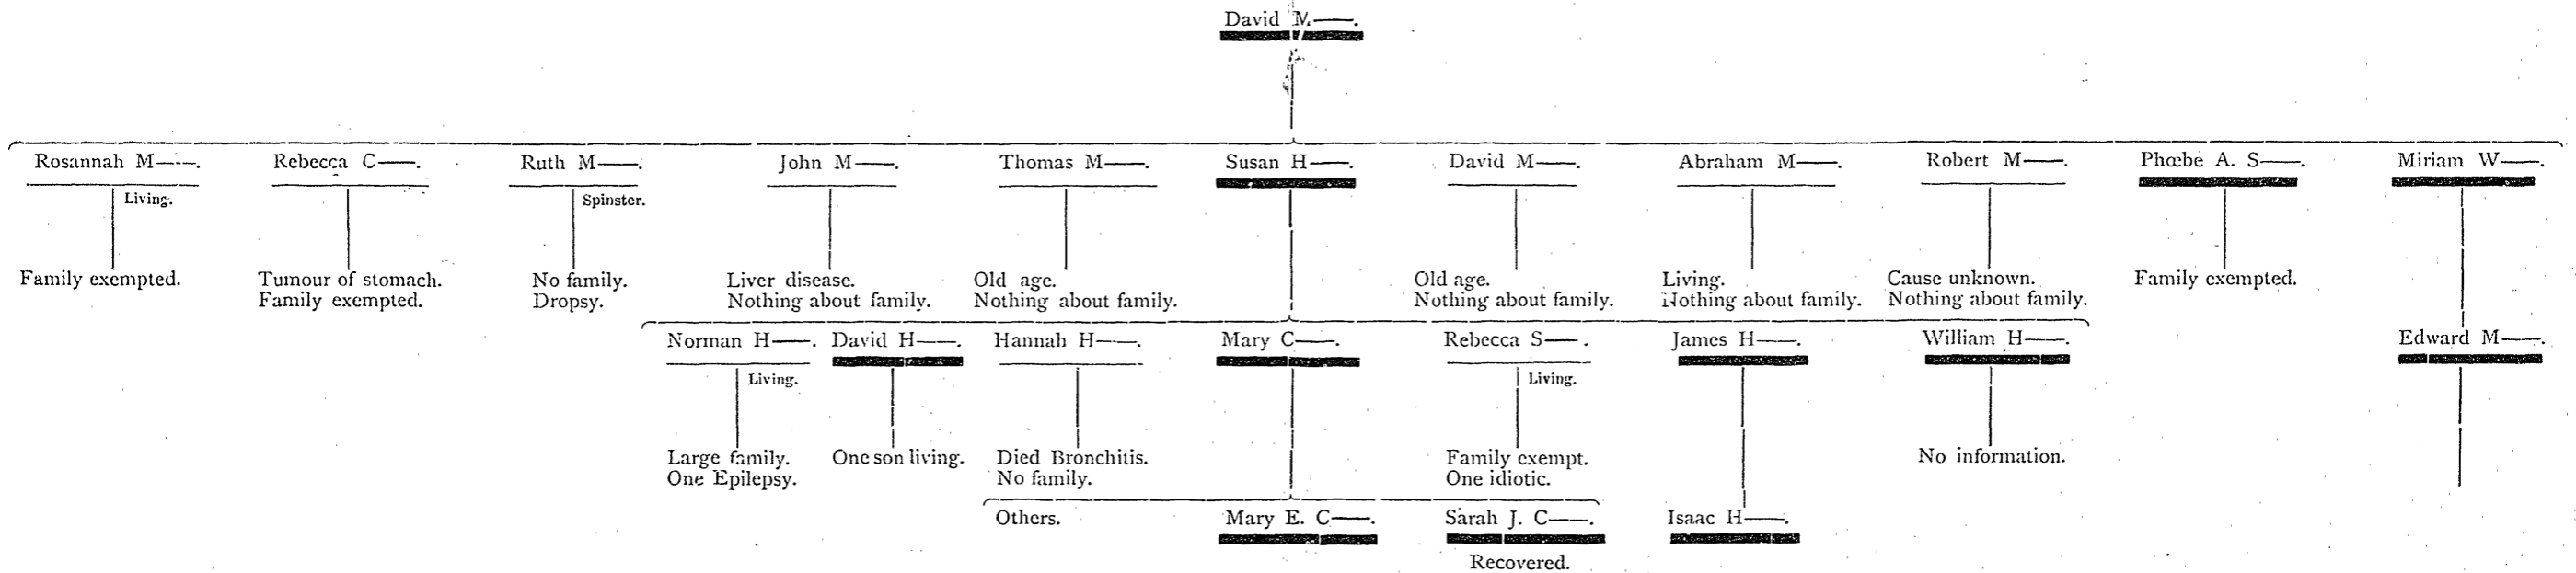 David M——.
Rosannah M——. Rebecca C——. Ruth M——. John M——. Thomas M——. Susan H——. David M——. Abraham M——. Robert M——. Phœbe A. S——. Miriam W——.
Living. Spinster.
Family exempted. Tumour of stomach. No family. Liver disease. Old age. Old age. Living. Cause unknown. Family exempted.
Family exempted. Dropsy. Nothing about family. Nothing about family. Nothing about family. Nothing about family. Nothing about family.
Norman H——. David H——. Hannah H——. Mary C——. Rebecca S——. James H——. William H——. Edward M——.
Living. Living.
Large family. One son living. Died Bronchitis. Family exempt. No information.
One Epilepsy. No family. One idiotic.
Others. Mary E. C——. Sarah J. C——. Isaac H——.
Recovered.